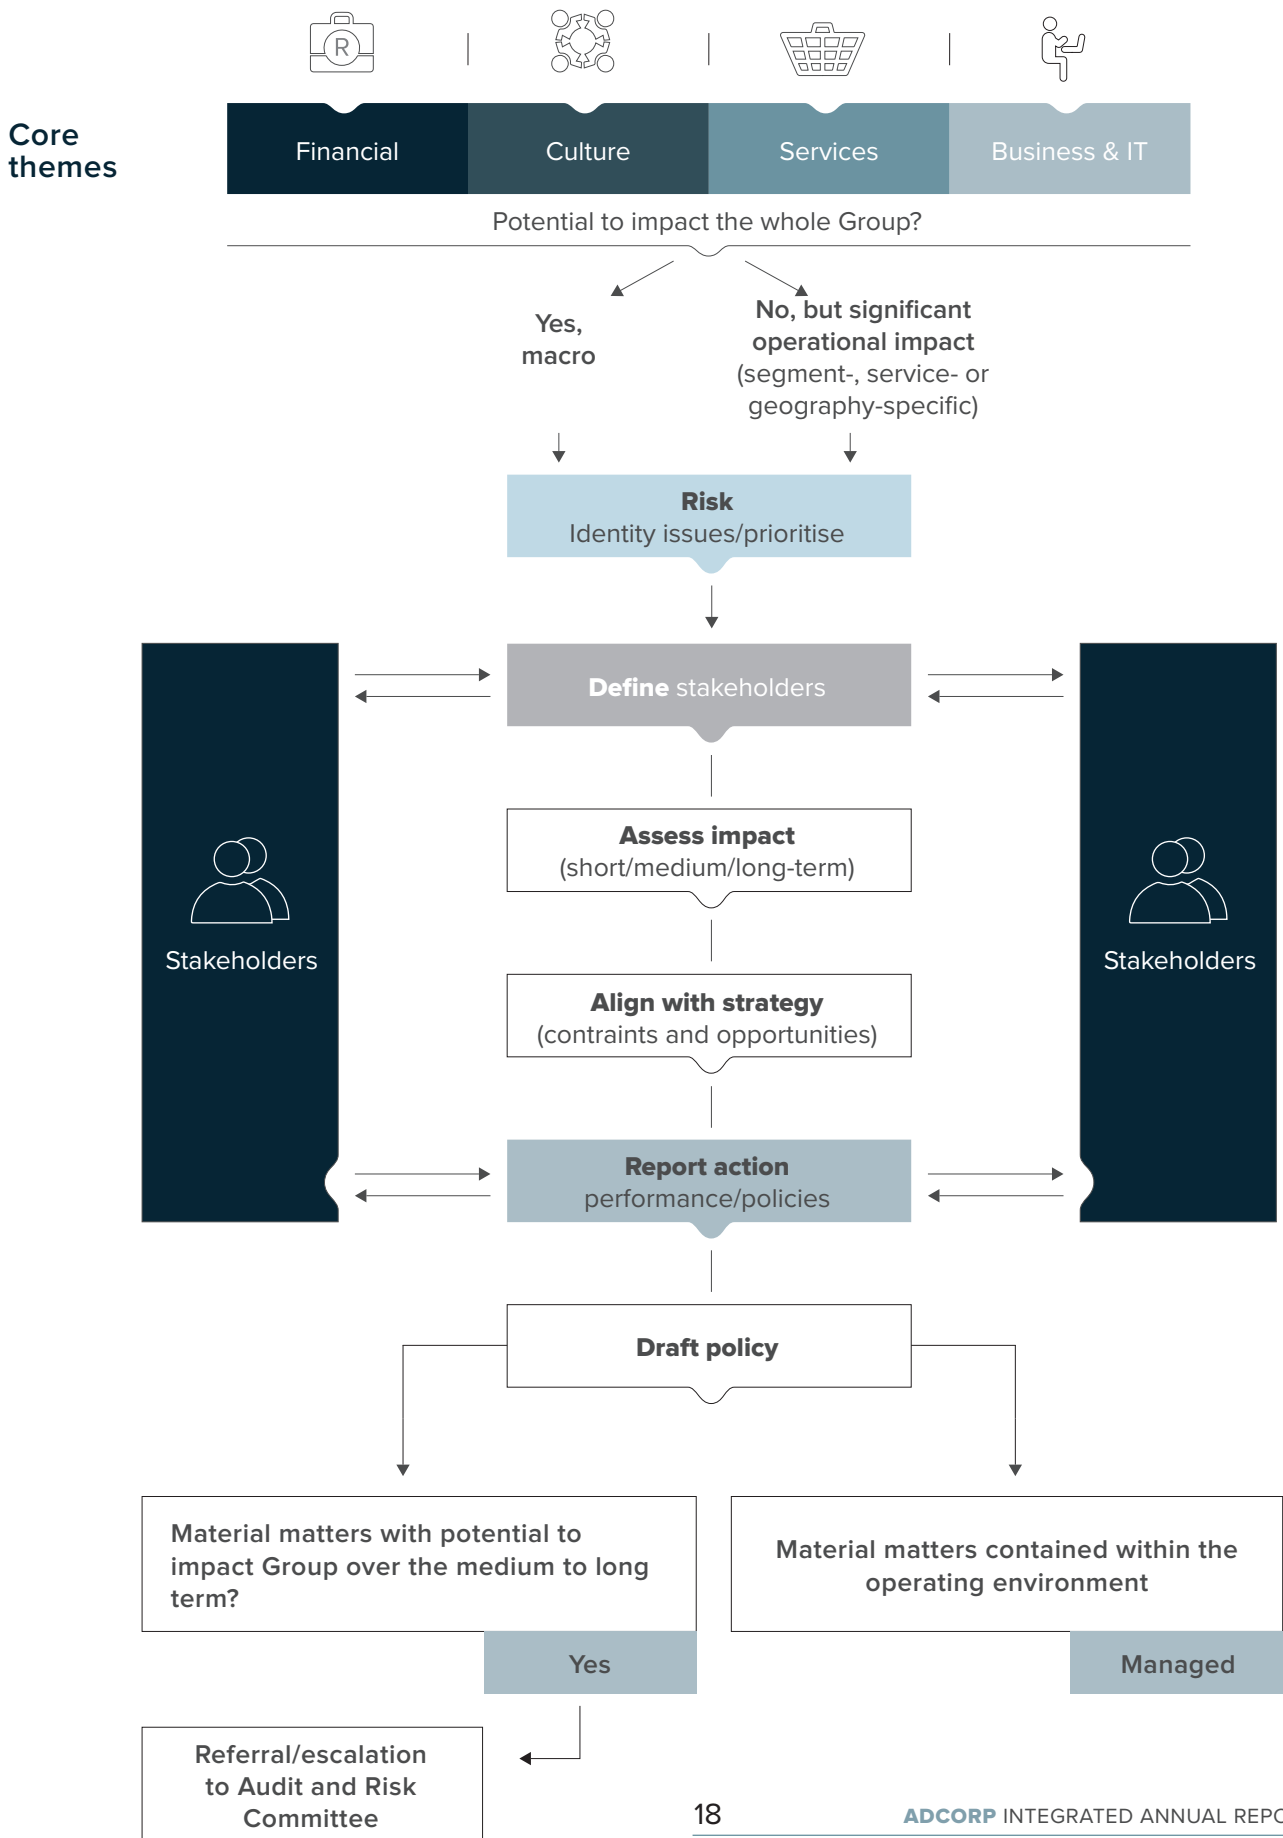 R
Core
themes
Financial
Culture
Services
Business & IT
Potential to impact the whole Group?
Yes,
macro
No, but significant
operational impact
(segment-, service- or
geography-specific)
Risk
Identity issues/prioritise
Define stakeholders
Assess impact
(short/medium/long-term)
Stakeholders
Stakeholders
Align with strategy
(contraints and opportunities)
Report action
performance/policies
Draft policy
Material matters with potential to
impact Group over the medium to long
term?
Yes
Material matters contained within the
operating environment
Managed
Referral/escalation
to Audit and Risk
Committee
18
ADCORP INTEGRATED ANNUAL REPO